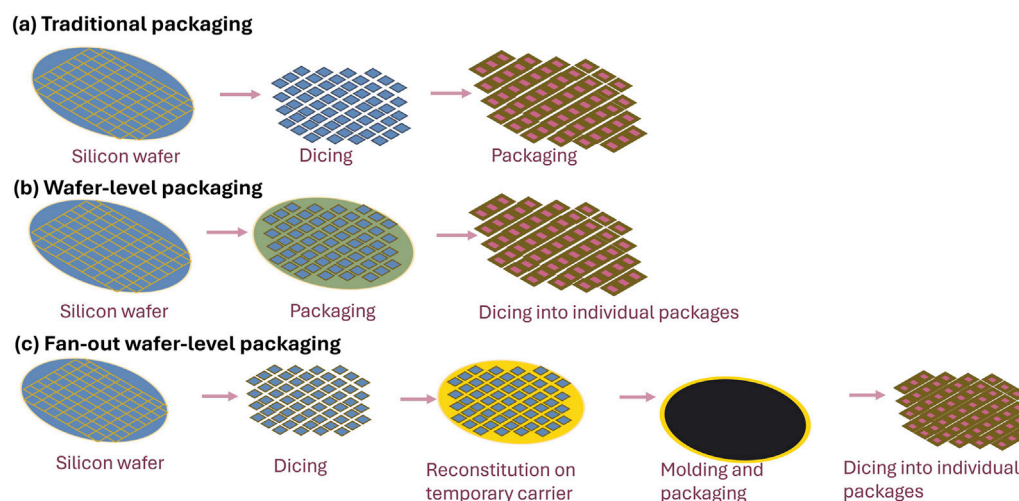 (a) Traditional packaging
Silicon wafer
Dicing
Packaging
(b) Wafer-level packaging
Silicon wafer
Packaging
Dicing into individual packages
(c) Fan-out wafer-level packaging
Silicon wafer
Dicing
Reconstitution on
temporary carrier
Molding and
packaging
Dicing into individual
packages